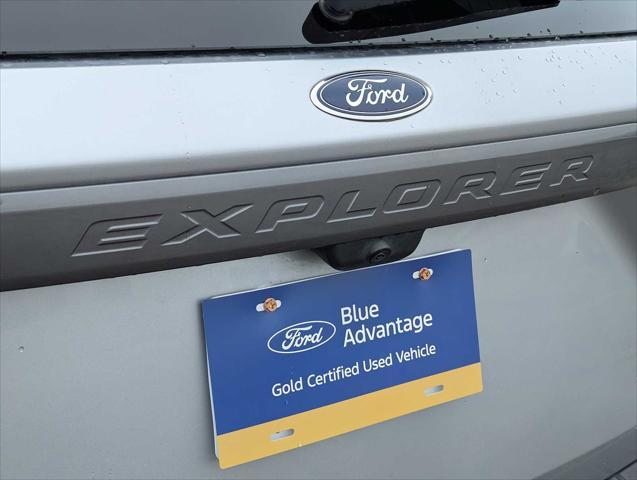 Ford
EXPLORER
Ford
Blue
Advantage
Gold Certified Used Vehicle